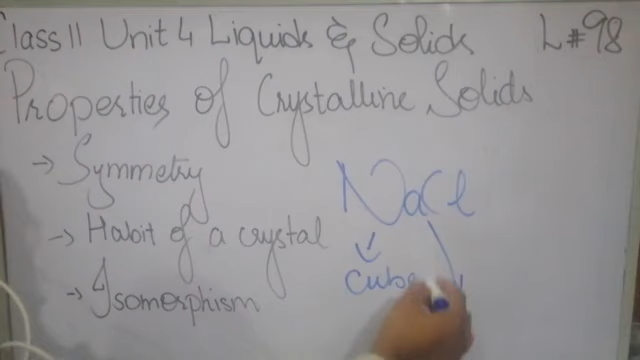 Class 11 Unit 4 Liquids & Solids L#98
Properties of Crystalline Solids
→ Symmetry
→ Habit of a crystal
→ Isomorphism
NaCl
cube